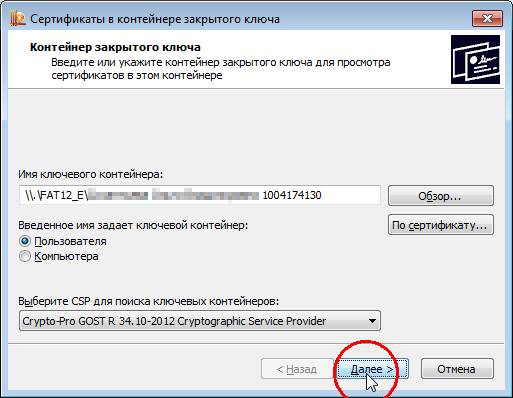 Сертификаты в контейнере закрытого ключа
Контейнер закрытого ключа
Введите или укажите контейнер закрытого ключа для просмотра
сертификатов в этом контейнере
Имя ключевого контейнера:
\\.\FAT12_E\ 1004174130
Обзор...
Введенное имя задает ключевой контейнер:
По сертификату...
Пользователя
Компьютера
Выберите CSP для поиска ключевых контейнеров:
Crypto-Pro GOST R 34.10-2012 Cryptographic Service Provider
< Назад
Далее >
Отмена